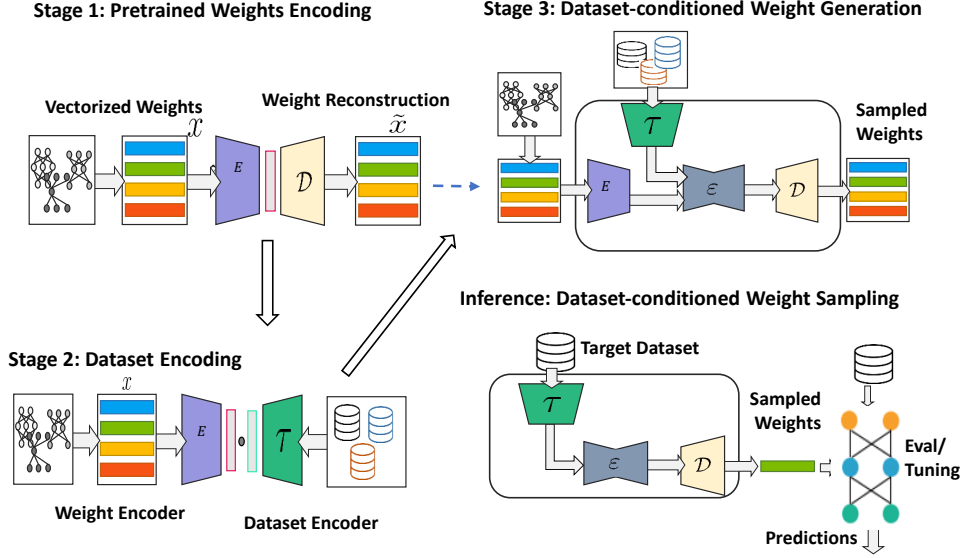 Stage 1: Pretrained Weights Encoding
Vectorized Weights
x
Weight Reconstruction
x̃
E
D
Stage 2: Dataset Encoding
x
E
τ
Weight Encoder
Dataset Encoder
Stage 3: Dataset-conditioned Weight Generation
τ
Sampled
Weights
E
ε
D
Inference: Dataset-conditioned Weight Sampling
Target Dataset
τ
ε
D
Sampled
Weights
Eval/
Tuning
Predictions